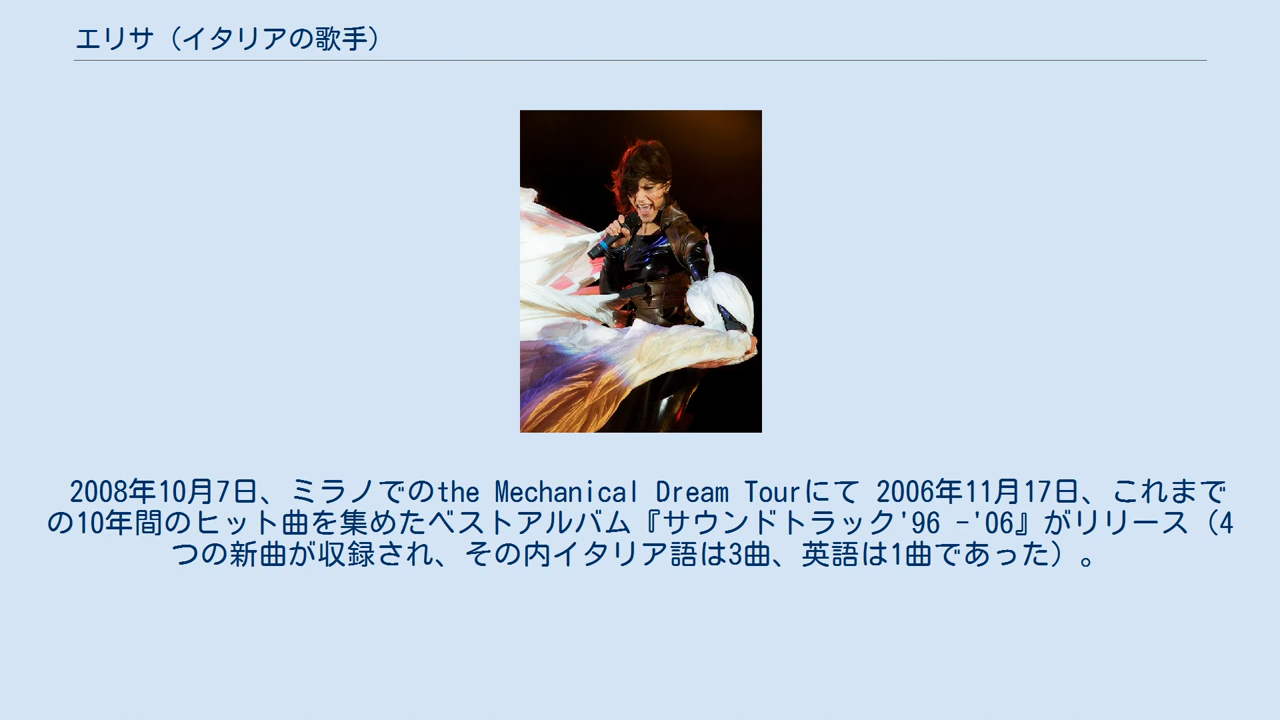 エリサ（イタリアの歌手）
2008年10月7日、ミラノでのthe Mechanical Dream Tourにて 2006年11月17日、これまで
の10年間のヒット曲を集めたベストアルバム『サウンドトラック'96 -'06』がリリース（4
つの新曲が収録され、その内イタリア語は3曲、英語は1曲であった）。